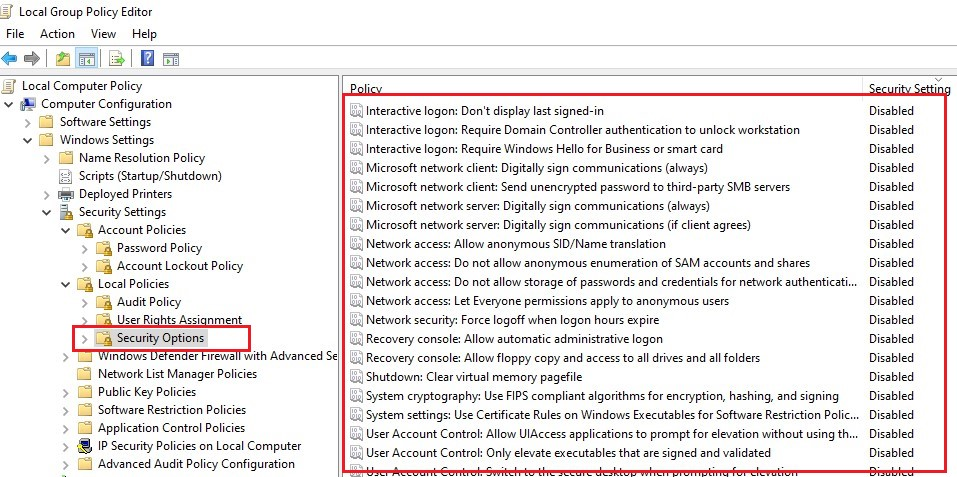 Local Group Policy Editor
File Action View Help
Local Computer Policy
Computer Configuration
Software Settings
Windows Settings
Name Resolution Policy
Scripts (Startup/Shutdown)
Deployed Printers
Security Settings
Account Policies
Password Policy
Account Lockout Policy
Local Policies
Audit Policy
User Rights Assignment
Security Options
Windows Defender Firewall with Advanced Se
Network List Manager Policies
Public Key Policies
Software Restriction Policies
Application Control Policies
IP Security Policies on Local Computer
Advanced Audit Policy Configuration
Policy Security Setting
Interactive logon: Don't display last signed-in Disabled
Interactive logon: Require Domain Controller authentication to unlock workstation Disabled
Interactive logon: Require Windows Hello for Business or smart card Disabled
Microsoft network client: Digitally sign communications (always) Disabled
Microsoft network client: Send unencrypted password to third-party SMB servers Disabled
Microsoft network server: Digitally sign communications (always) Disabled
Microsoft network server: Digitally sign communications (if client agrees) Disabled
Network access: Allow anonymous SID/Name translation Disabled
Network access: Do not allow anonymous enumeration of SAM accounts and shares Disabled
Network access: Do not allow storage of passwords and credentials for network authenticati... Disabled
Network access: Let Everyone permissions apply to anonymous users Disabled
Network security: Force logoff when logon hours expire Disabled
Recovery console: Allow automatic administrative logon Disabled
Recovery console: Allow floppy copy and access to all drives and all folders Disabled
Shutdown: Clear virtual memory pagefile Disabled
System cryptography: Use FIPS compliant algorithms for encryption, hashing, and signing Disabled
System settings: Use Certificate Rules on Windows Executables for Software Restriction Polic... Disabled
User Account Control: Allow UIAccess applications to prompt for elevation without using th... Disabled
User Account Control: Only elevate executables that are signed and validated Disabled
User Account Control: Switch to the secure desktop when prompting for elevation Disabled